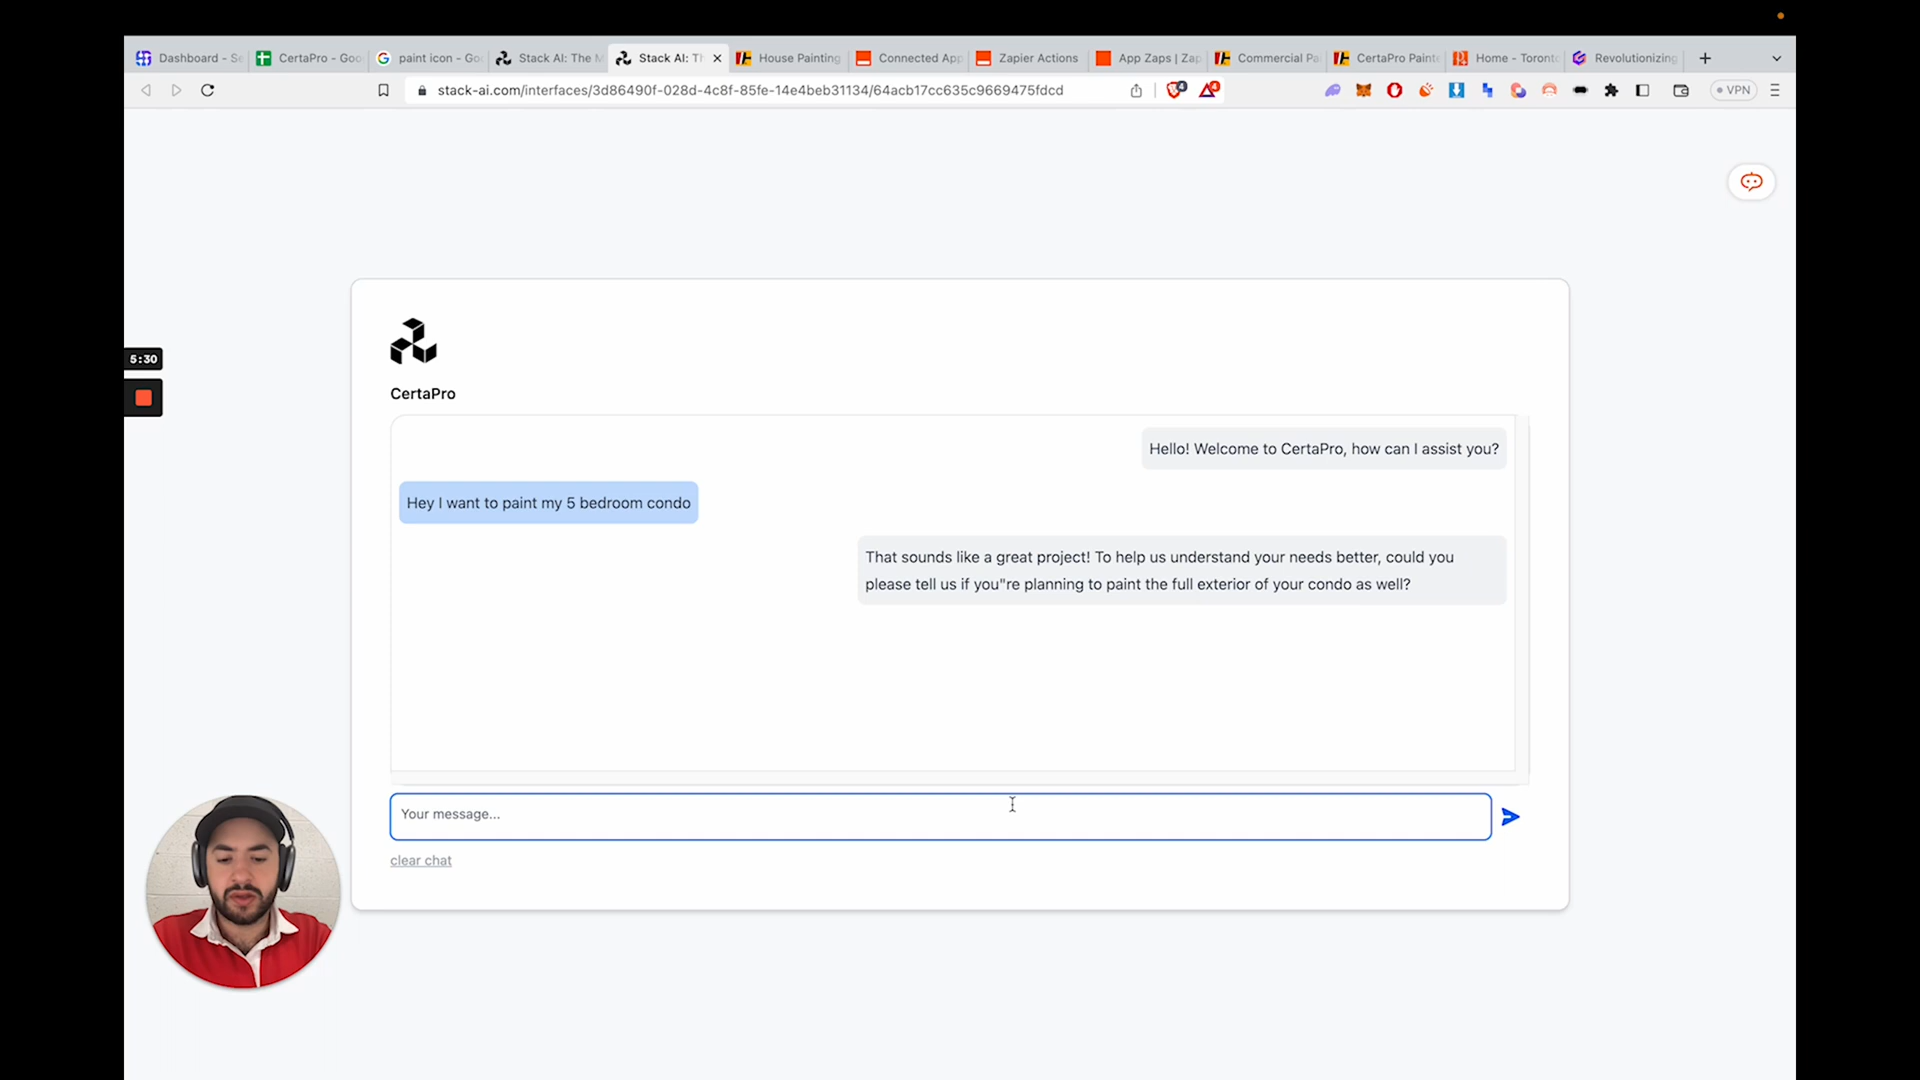 Dashboard - Se
CertaPro - Goo
paint icon - Go
Stack AI: The M
Stack AI: Th
House Painting
Connected App
Zapier Actions
App Zaps | Zap
Commercial Pa
CertaPro Painte
Home - Toronto
Revolutionizing
stack-ai.com/interfaces/3d86490f-028d-4c8f-85fe-14e4beb31134/64acb17cc635c9669475fdcd
VPN
5:30
CertaPro
Hello! Welcome to CertaPro, how can I assist you?
Hey I want to paint my 5 bedroom condo
That sounds like a great project! To help us understand your needs better, could you
please tell us if you"re planning to paint the full exterior of your condo as well?
Your message...
clear chat